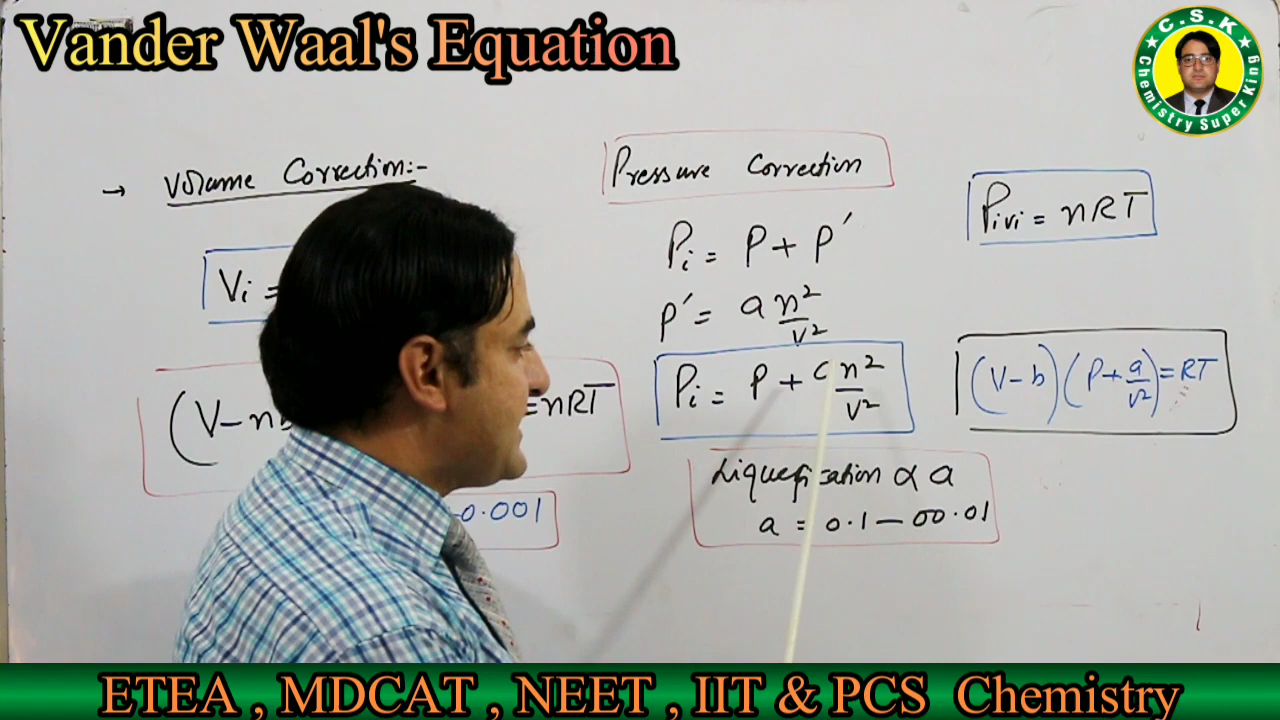 Vander Waal's Equation
C.S.K
Chemistry Super King
→ Volume Correction:-
Vi =
(V-n
=nRT
-0.001
Pressure Correction
Pi = P + P′
P′ = a n²/v²
Pi = P + a n²/v²
Liquefication ∝ a
a = 0.1 — 00.01
Pivi = nRT
(V-b)(P+a/v²)=RT
ETEA , MDCAT , NEET , IIT & PCS Chemistry